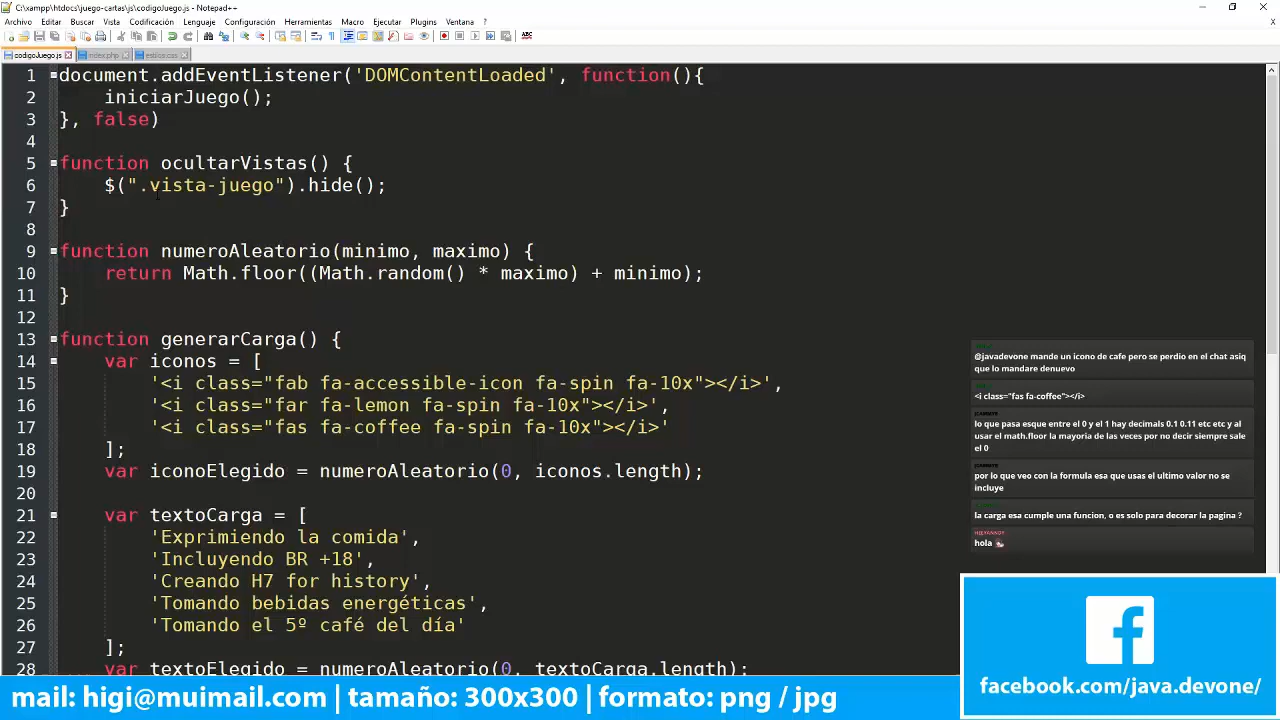 C:\xampp\htdocs\juego-cartas\js\codigoJuego.js - Notepad++
Archivo Editar Buscar Vista Codificación Lenguaje Configuración Herramientas Macro Ejecutar Plugins Ventana ?
codigoJuego.js index.php estilos.css
1 document.addEventListener('DOMContentLoaded', function(){
2 iniciarJuego();
3 }, false)
4
5 function ocultarVistas() {
6 $(".vista-juego").hide();
7 }
8
9 function numeroAleatorio(minimo, maximo) {
10 return Math.floor((Math.random() * maximo) + minimo);
11 }
12
13 function generarCarga() {
14 var iconos = [
15 '<i class="fab fa-accessible-icon fa-spin fa-10x"></i>',
16 '<i class="far fa-lemon fa-spin fa-10x"></i>',
17 '<i class="fas fa-coffee fa-spin fa-10x"></i>'
18 ];
19 var iconoElegido = numeroAleatorio(0, iconos.length);
20
21 var textoCarga = [
22 'Exprimiendo la comida',
23 'Incluyendo BR +18',
24 'Creando H7 for history',
25 'Tomando bebidas energéticas',
26 'Tomando el 5º café del día'
27 ];
28 var textoElegido = numeroAleatorio(0, textoCarga.length);
@javadevone mande un icono de cafe pero se perdio en el chat asiq
que lo mandare denuevo
<i class="fas fa-coffee"></i>
lo que pasa esque entre el 0 y el 1 hay decimals 0.1 0.11 etc etc y al
usar el math.floor la mayoria de las veces por no decir siempre sale
el 0
por lo que veo con la formula esa que usas el ultimo valor no se
incluye
la carga esa cumple una funcion, o es solo para decorar la pagina ?
hola
facebook.com/java.devone/
mail: higi@muimail.com | tamaño: 300x300 | formato: png / jpg